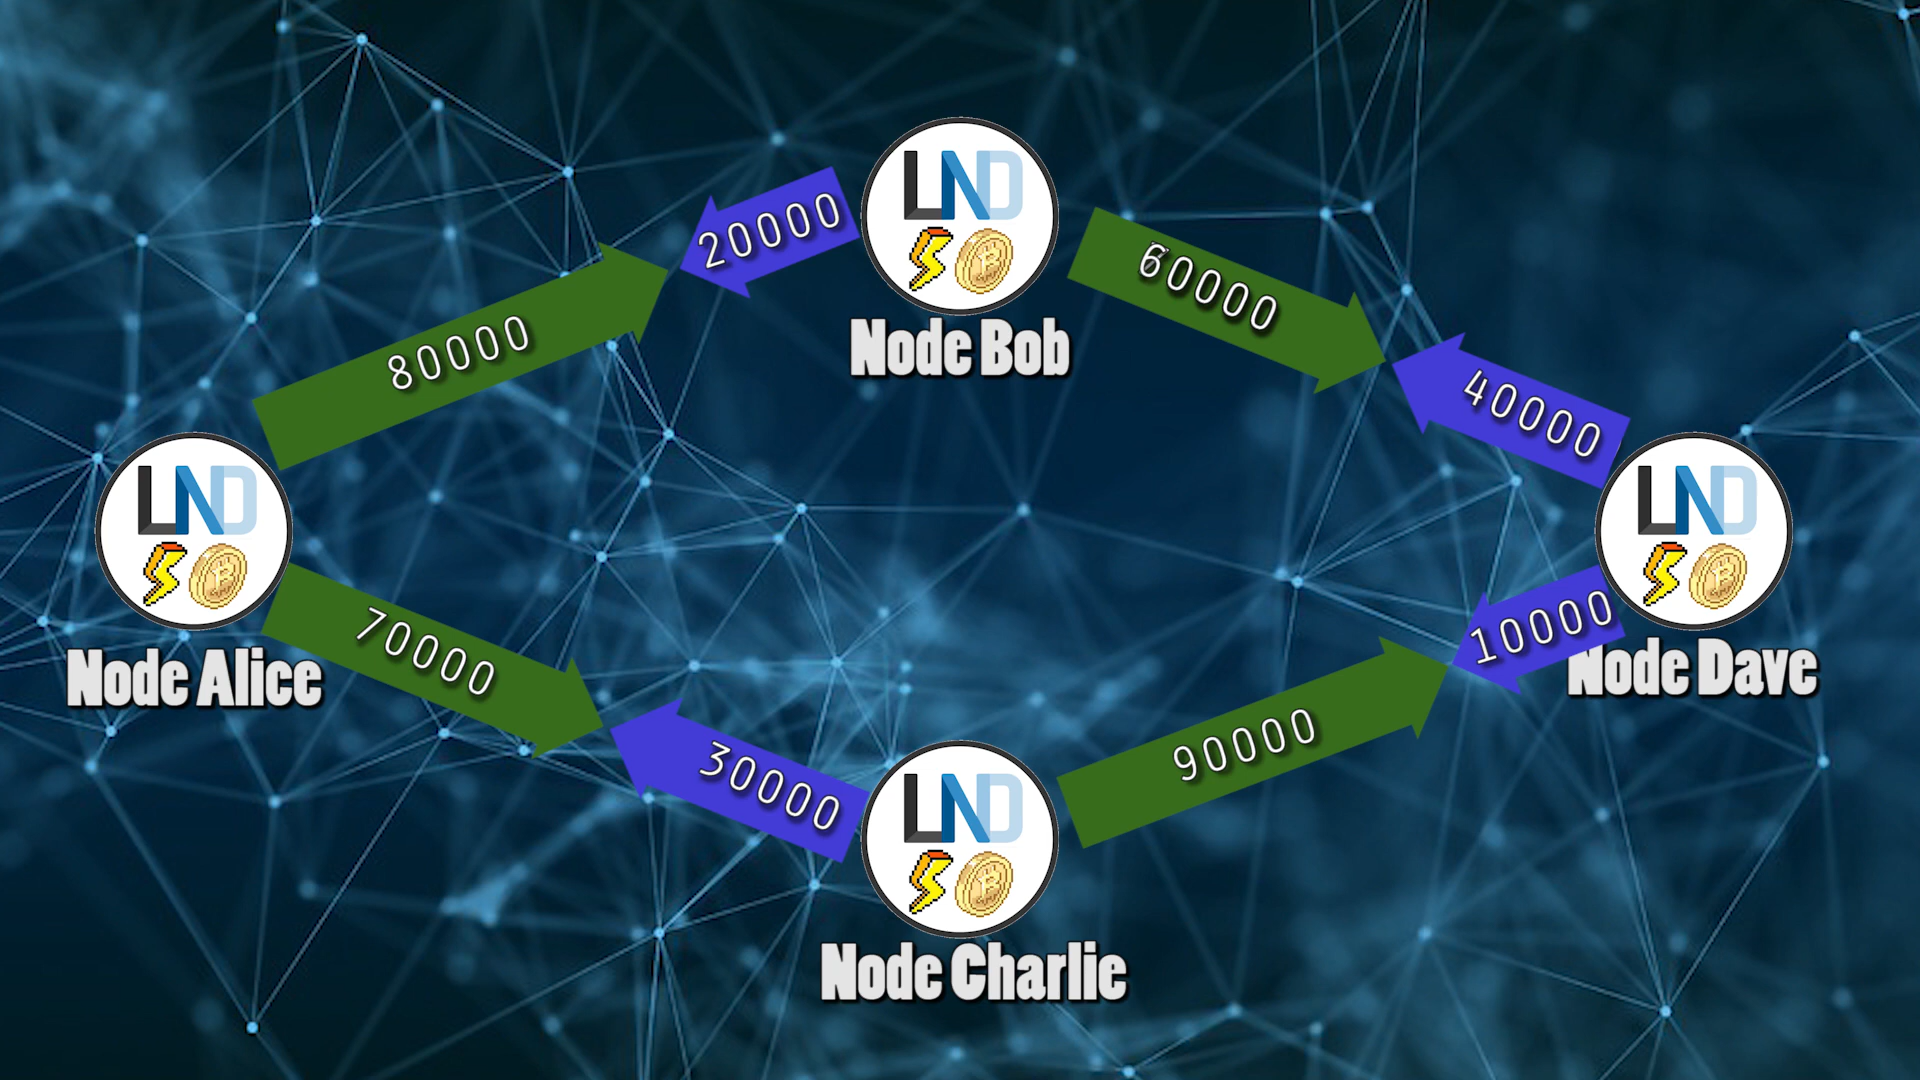 LND
20000
60000
Node Bob
80000
40000
LND
LND
70000
10000
Node Alice
Node Dave
30000
90000
LND
Node Charlie